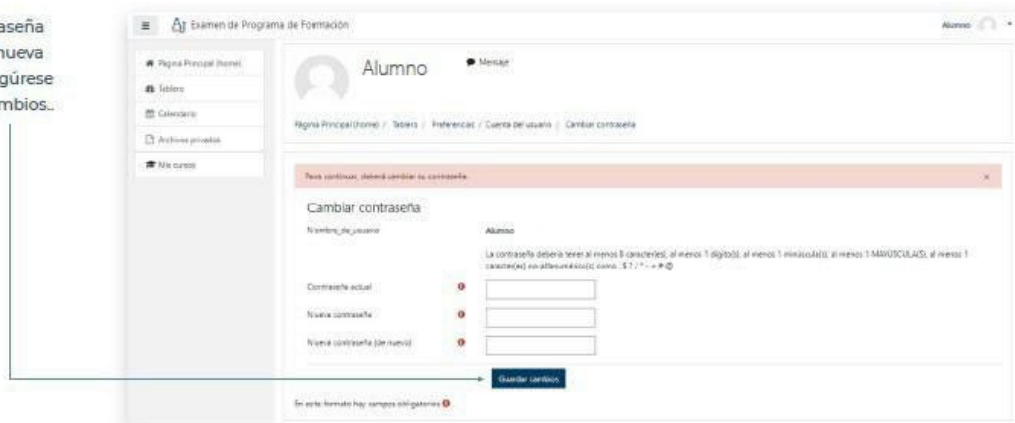 aseña
nueva
gúrese
mbios..
Examen de Programa de Formación
Alumno
Página Principal (home)
Tablero
Calendario
Archivos privados
Mis cursos
Alumno
Mensaje
Página Principal (home) / Tablero / Preferencias / Cuenta del usuario / Cambiar contraseña
Para continuar, deberá cambiar su contraseña.
×
Cambiar contraseña
Nombre_de_usuario
Alumno
La contraseña debería tener al menos 8 caracter(es), al menos 1 dígito(s), al menos 1 minúscula(s), al menos 1 MAYÚSCULA(S), al menos 1
caracter(es) no-alfanumérico(s) como
Contraseña actual
Nueva contraseña
Nueva contraseña (de nuevo)
Guardar cambios
En este formato hay campos obligatorios